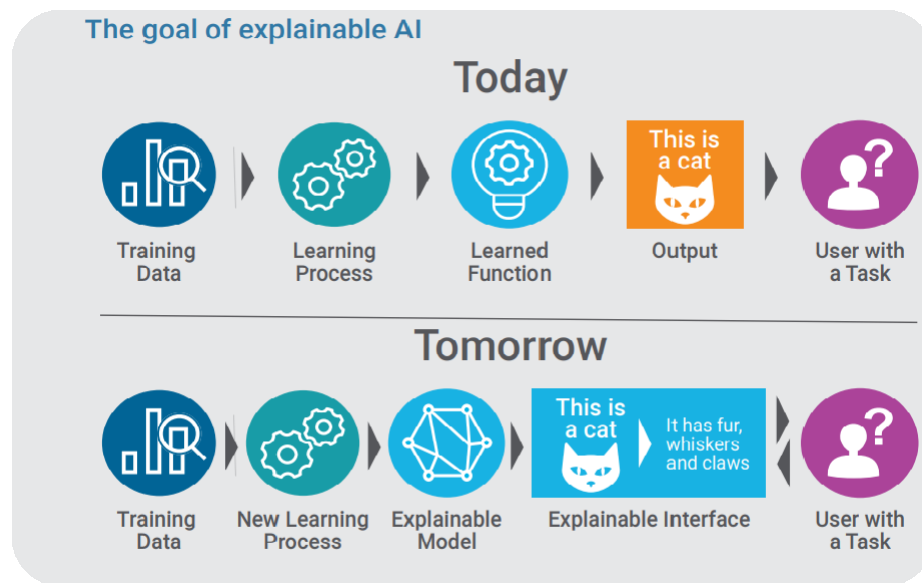 The goal of explainable AI
Today
This is
a cat
Training
Data
Learning
Process
Learned
Function
Output
User with
a Task
?
Tomorrow
This is
a cat
It has fur,
whiskers
and claws
?
Training
Data
New Learning
Process
Explainable
Model
Explainable Interface
User with
a Task